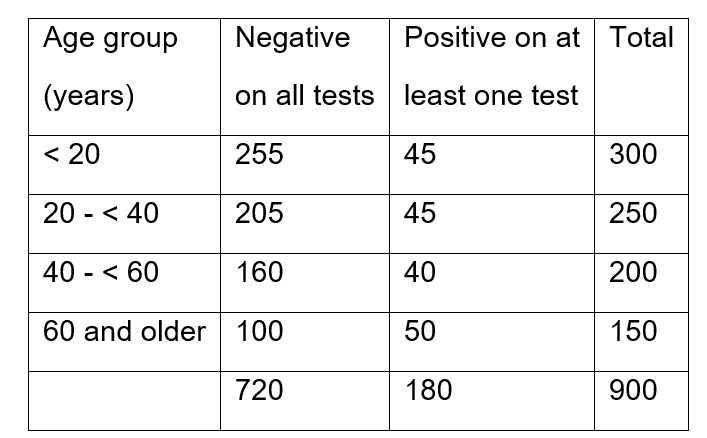 Age group Negative Positive on at Total
(years) on all tests least one test
< 20 255 45 300
20 - < 40 205 45 250
40 - < 60 160 40 200
60 and older 100 50 150
720 180 900